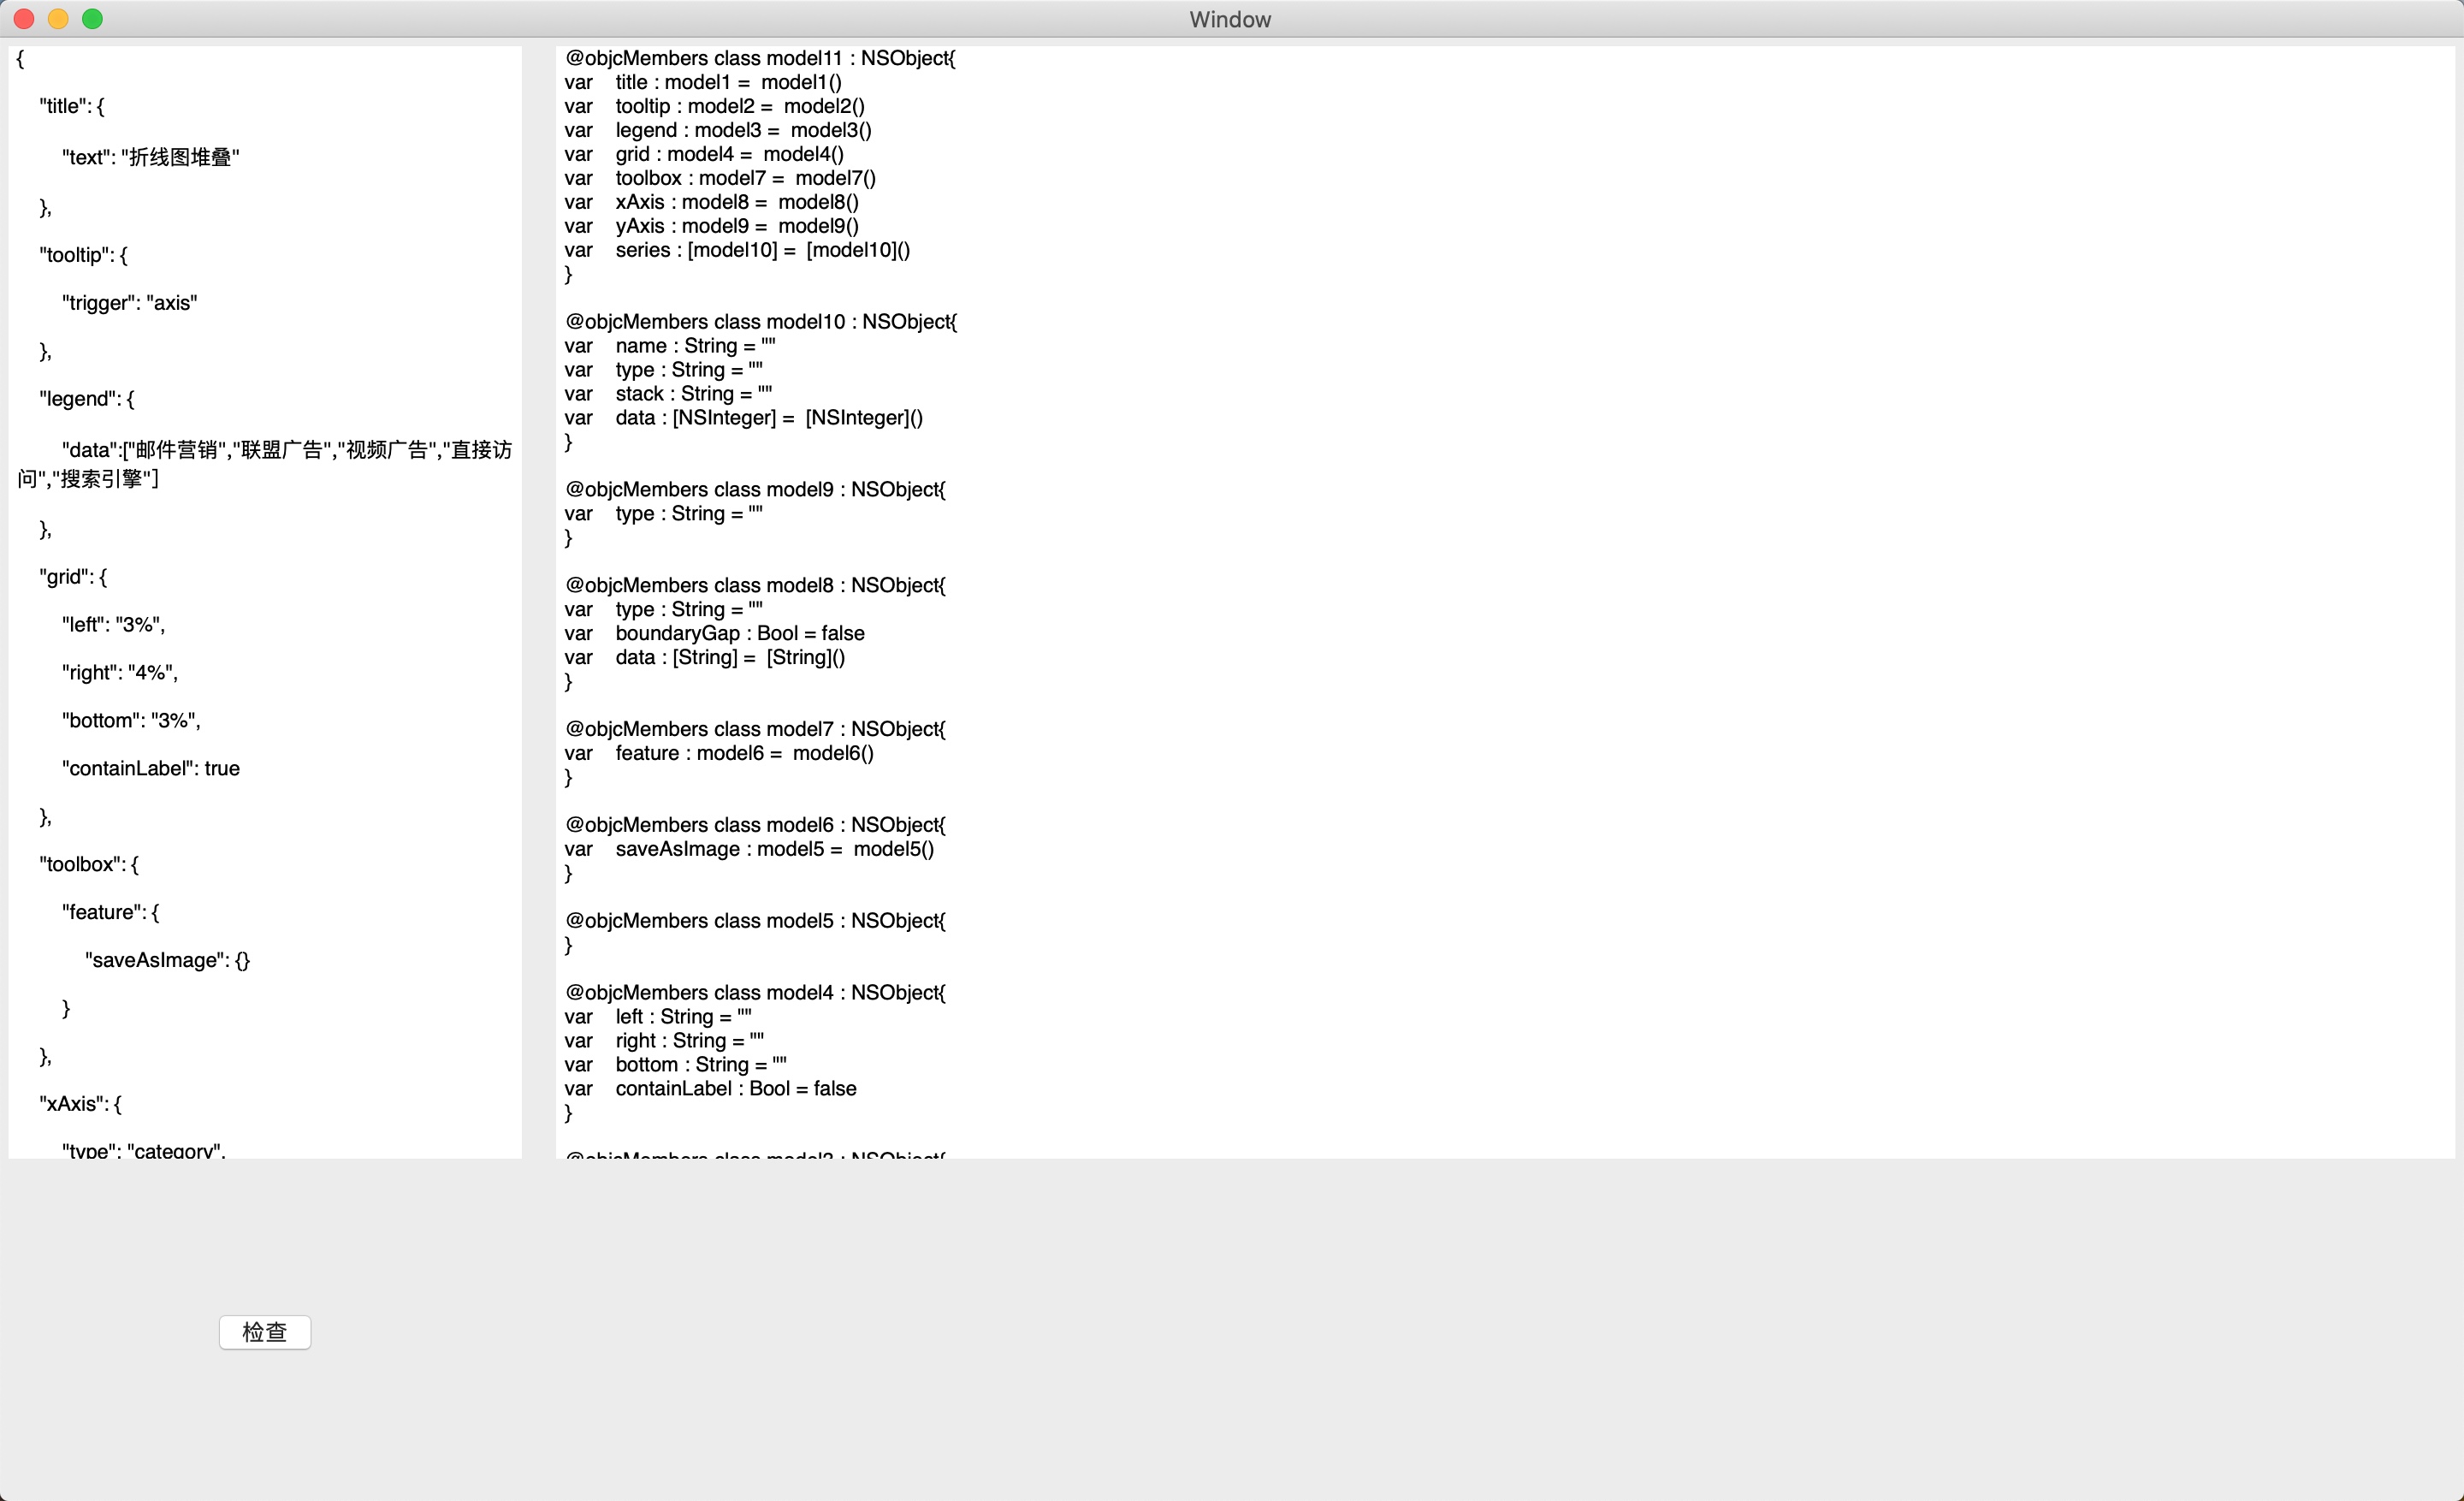 Window
{
"title": {
"text": "折线图堆叠"
},
"tooltip": {
"trigger": "axis"
},
"legend": {
"data":["邮件营销","联盟广告","视频广告","直接访
问","搜索引擎"]
},
"grid": {
"left": "3%",
"right": "4%",
"bottom": "3%",
"containLabel": true
},
"toolbox": {
"feature": {
"saveAsImage": {}
}
},
"xAxis": {
"type": "category",
@objcMembers class model11 : NSObject{
var    title : model1 =  model1()
var    tooltip : model2 =  model2()
var    legend : model3 =  model3()
var    grid : model4 =  model4()
var    toolbox : model7 =  model7()
var    xAxis : model8 =  model8()
var    yAxis : model9 =  model9()
var    series : [model10] =  [model10]()
}
@objcMembers class model10 : NSObject{
var    name : String = ""
var    type : String = ""
var    stack : String = ""
var    data : [NSInteger] =  [NSInteger]()
}
@objcMembers class model9 : NSObject{
var    type : String = ""
}
@objcMembers class model8 : NSObject{
var    type : String = ""
var    boundaryGap : Bool = false
var    data : [String] =  [String]()
}
@objcMembers class model7 : NSObject{
var    feature : model6 =  model6()
}
@objcMembers class model6 : NSObject{
var    saveAsImage : model5 =  model5()
}
@objcMembers class model5 : NSObject{
}
@objcMembers class model4 : NSObject{
var    left : String = ""
var    right : String = ""
var    bottom : String = ""
var    containLabel : Bool = false
}
@objcMembers class model3 : NSObject{
检查